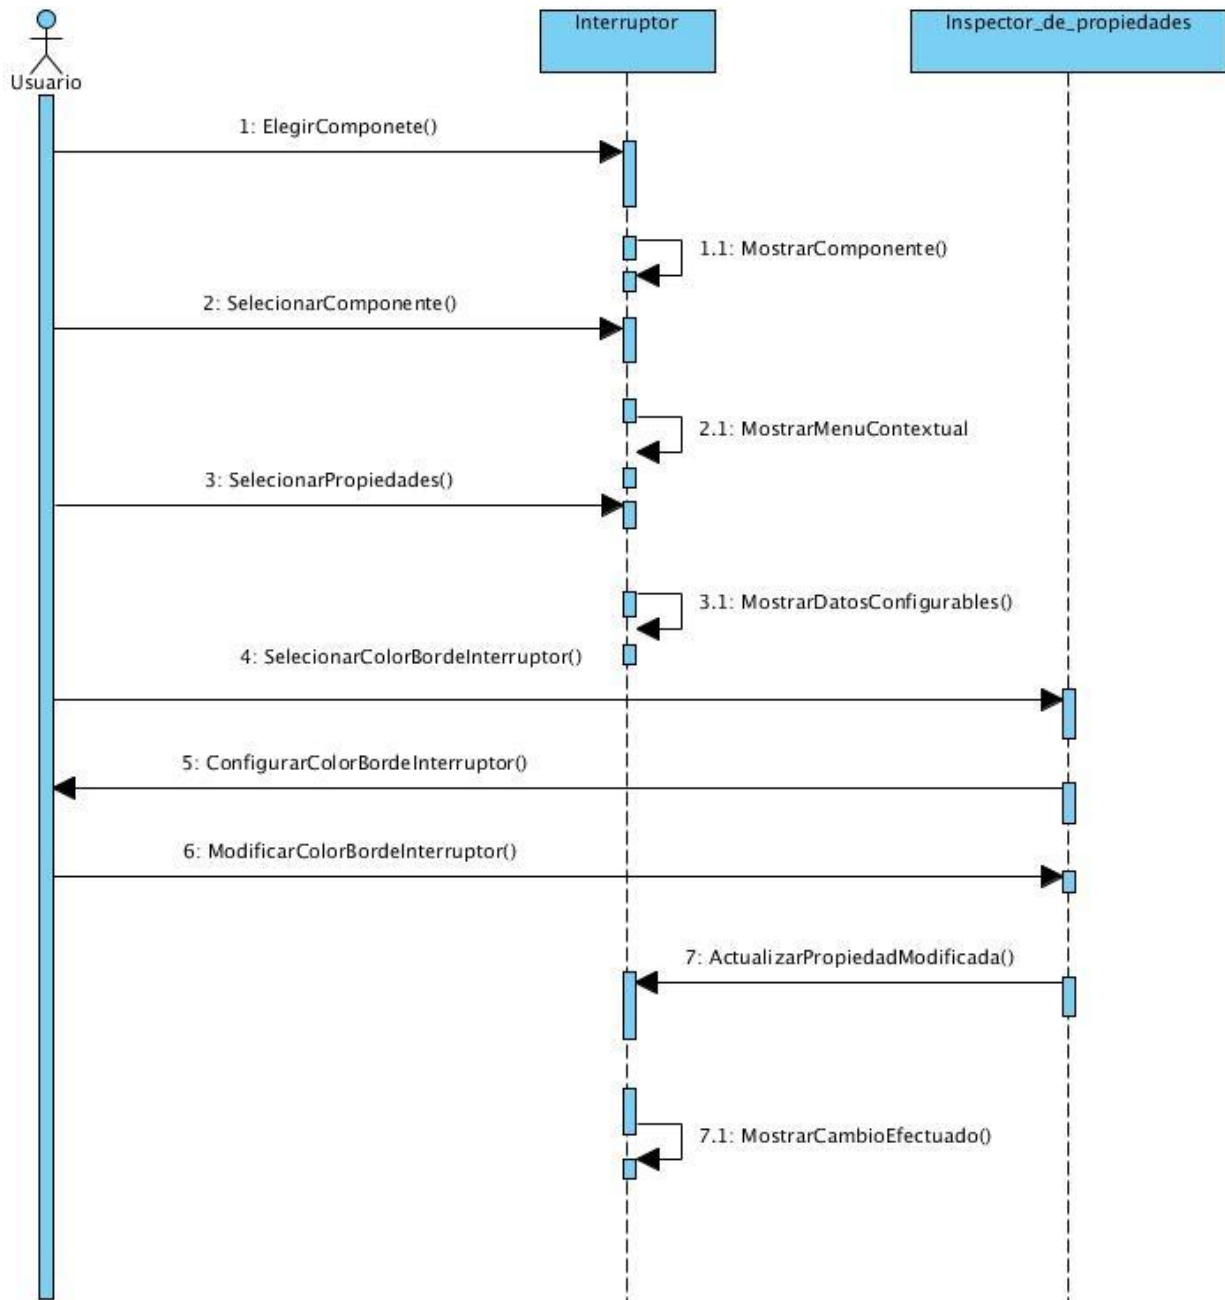 Usuario
Interruptor
Inspector_de_propiedades
1: ElegirComponete()
1.1: MostrarComponente()
2: SelecionarComponente()
2.1: MostrarMenuContextual
3: SelecionarPropiedades()
3.1: MostrarDatosConfigurables()
4: SelecionarColorBordeInterruptor()
5: ConfigurarColorBordeInterruptor()
6: ModificarColorBordeInterruptor()
7: ActualizarPropiedadModificada()
7.1: MostrarCambioEfectuado()